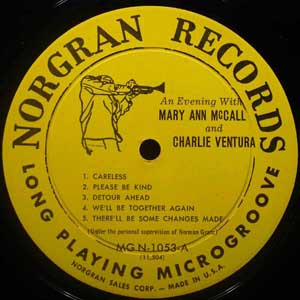 NORGRAN RECORDS
An Evening With
MARY ANN McCALL
and
CHARLIE VENTURA
1. CARELESS
2. PLEASE BE KIND
3. DETOUR AHEAD
4. WE'LL BE TOGETHER AGAIN
5. THERE'LL BE SOME CHANGES MADE
(Under the personal supervision of Norman Granz)
MG N-1053-A
(11,504)
LONG PLAYING MICROGROOVE
NORGRAN SALES CORP. — MADE IN U.S.A.